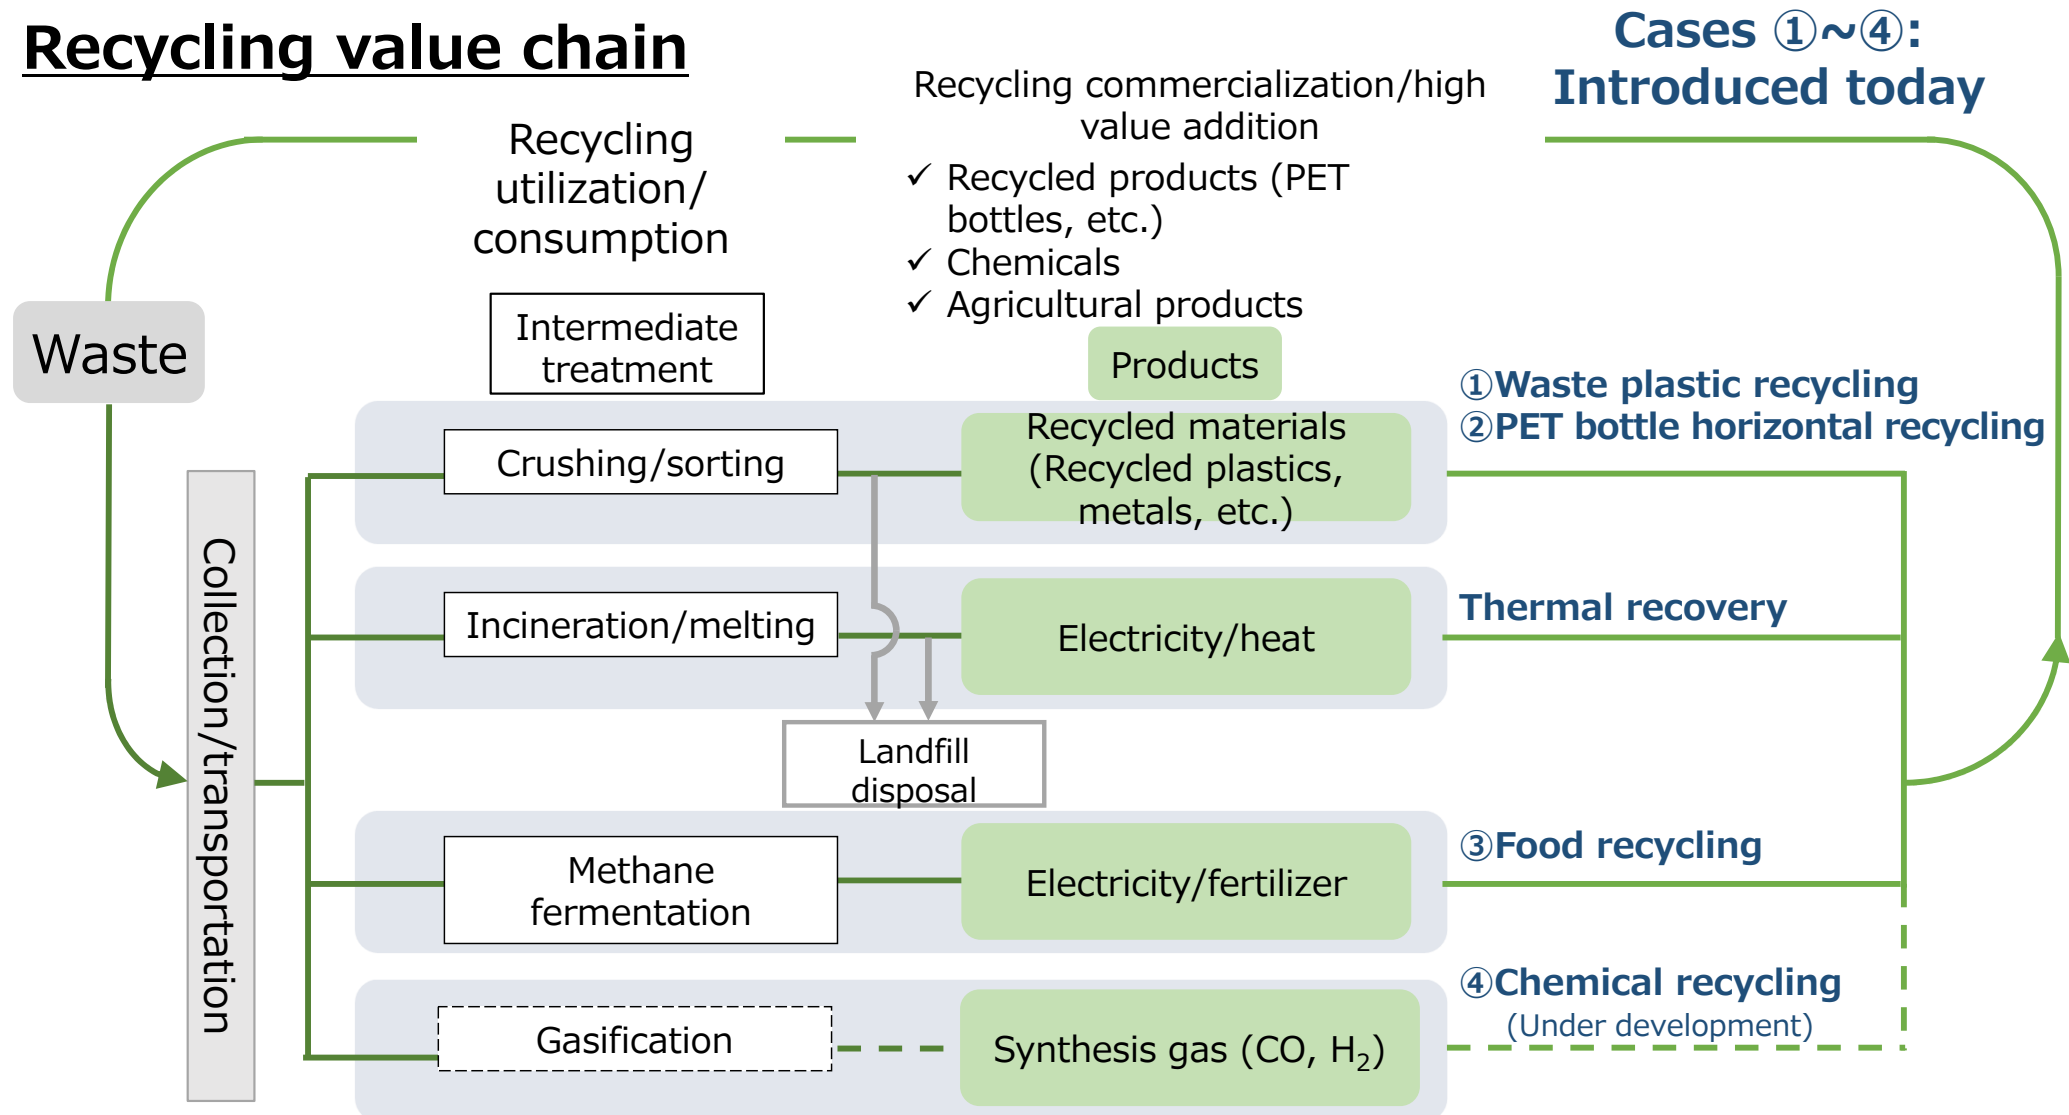 Recycling value chain
Cases ①~④:
Introduced today
Recycling
utilization/
consumption
Recycling commercialization/high
value addition
✓ Recycled products (PET
bottles, etc.)
✓ Chemicals
✓ Agricultural products
Waste
Intermediate
treatment
Products
Collection/transportation
Crushing/sorting
Recycled materials
(Recycled plastics,
metals, etc.)
①Waste plastic recycling
②PET bottle horizontal recycling
Incineration/melting
Electricity/heat
Thermal recovery
Landfill
disposal
Methane
fermentation
Electricity/fertilizer
③Food recycling
Gasification
Synthesis gas (CO, H₂)
④Chemical recycling
(Under development)